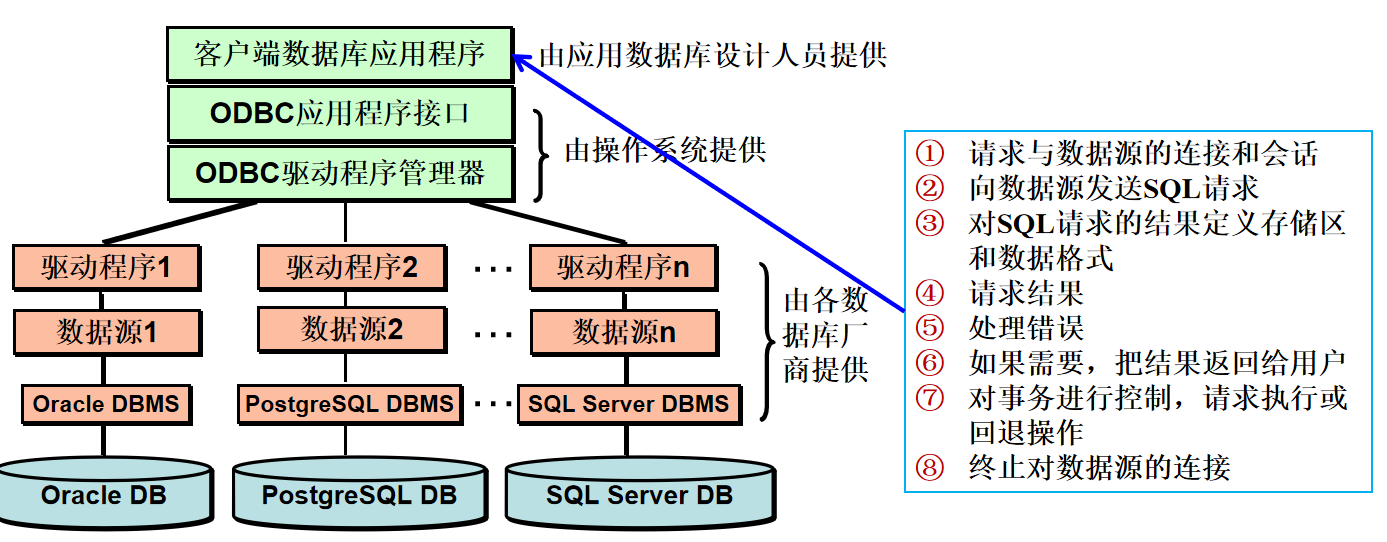 客户端数据库应用程序
由应用数据库设计人员提供
ODBC应用程序接口
由操作系统提供
ODBC驱动程序管理器
驱动程序1
驱动程序2
···
驱动程序n
数据源1
数据源2
···
数据源n
由各数
据库厂
商提供
Oracle DBMS
PostgreSQL DBMS
···
SQL Server DBMS
Oracle DB
PostgreSQL DB
SQL Server DB
① 请求与数据源的连接和会话
② 向数据源发送SQL请求
③ 对SQL请求的结果定义存储区
和数据格式
④ 请求结果
⑤ 处理错误
⑥ 如果需要，把结果返回给用户
⑦ 对事务进行控制，请求执行或
回退操作
⑧ 终止对数据源的连接